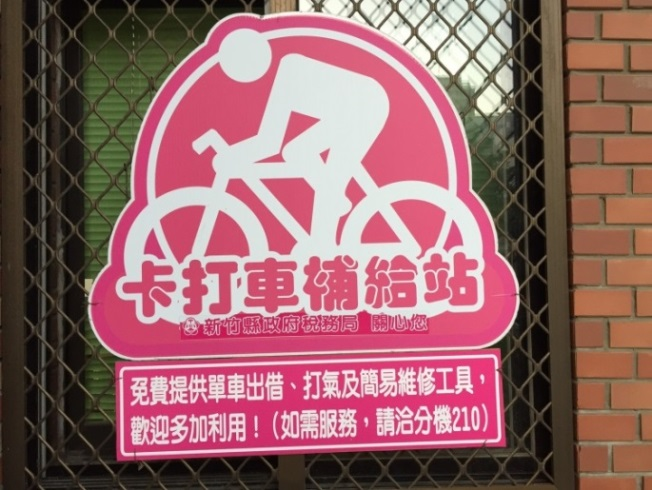 卡打車補給站
新竹縣政府稅務局 關心您
免費提供單車出借、打氣及簡易維修工具，
歡迎多加利用！（如需服務，請洽分機210）